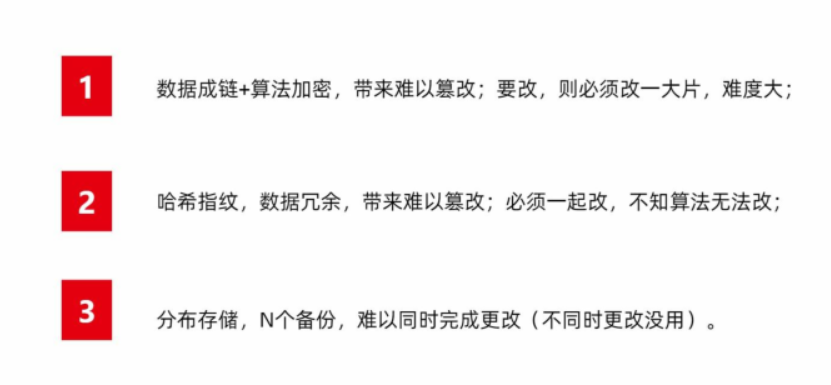 1 数据成链+算法加密，带来难以篡改；要改，则必须改一大片，难度大；
2 哈希指纹，数据冗余，带来难以篡改；必须一起改，不知算法无法改；
3 分布存储，N个备份，难以同时完成更改（不同时更改没用）。